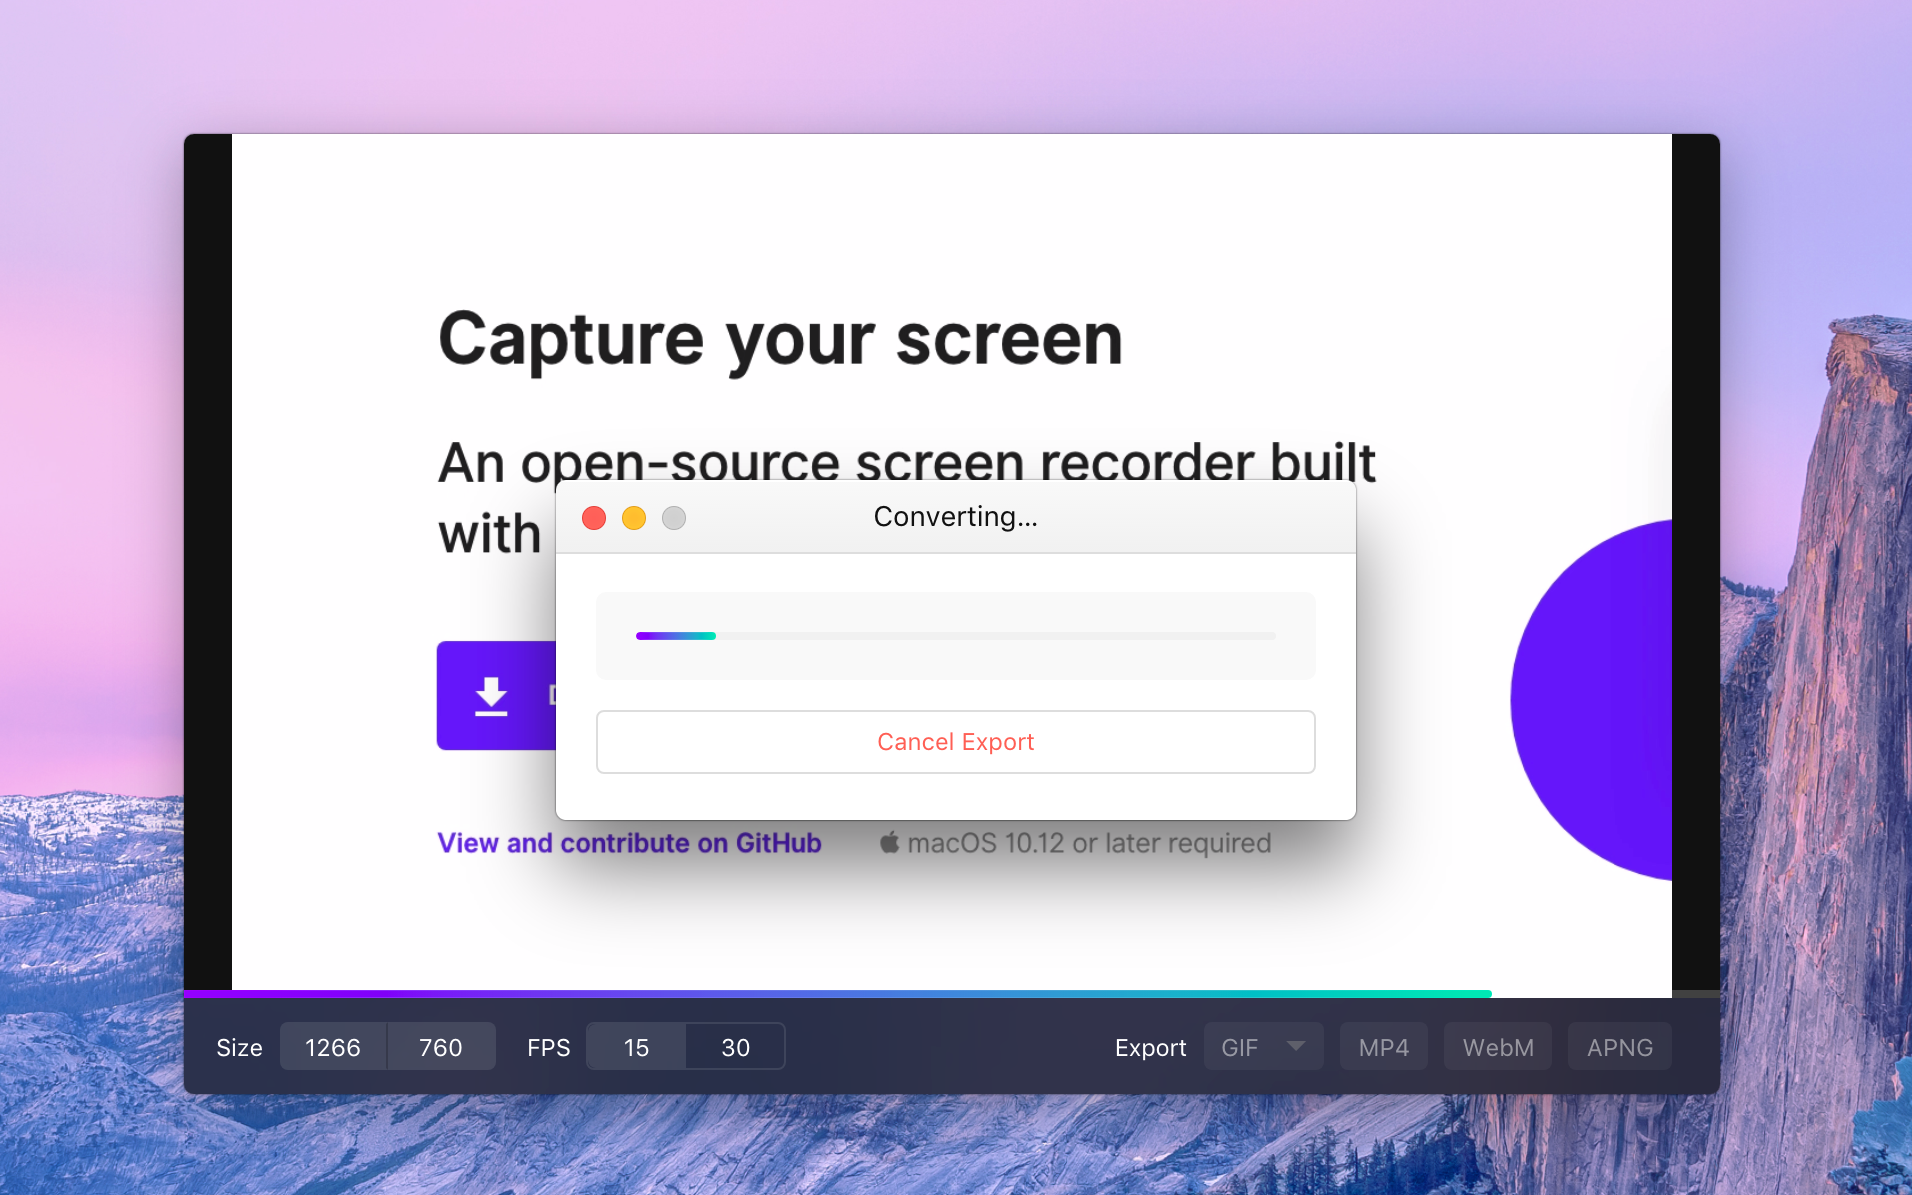 Capture your screen
An open-source screen recorder built
with
Converting...
Cancel Export
View and contribute on GitHub
macOS 10.12 or later required
Size 1266 760 FPS 15 30 Export GIF MP4 WebM APNG